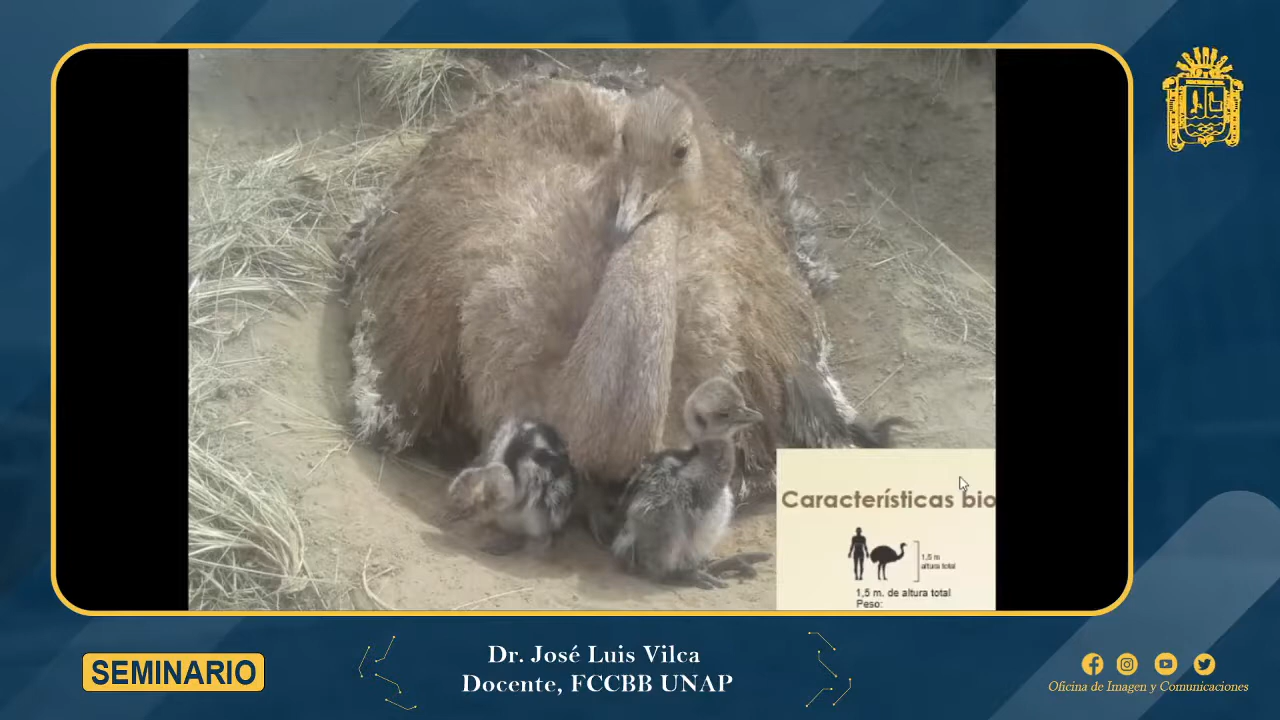 Características bio
1,5 m
altura total
1,5 m. de altura total
Peso:
SEMINARIO
Dr. José Luis Vilca
Docente, FCCBB UNAP
Oficina de Imagen y Comunicaciones